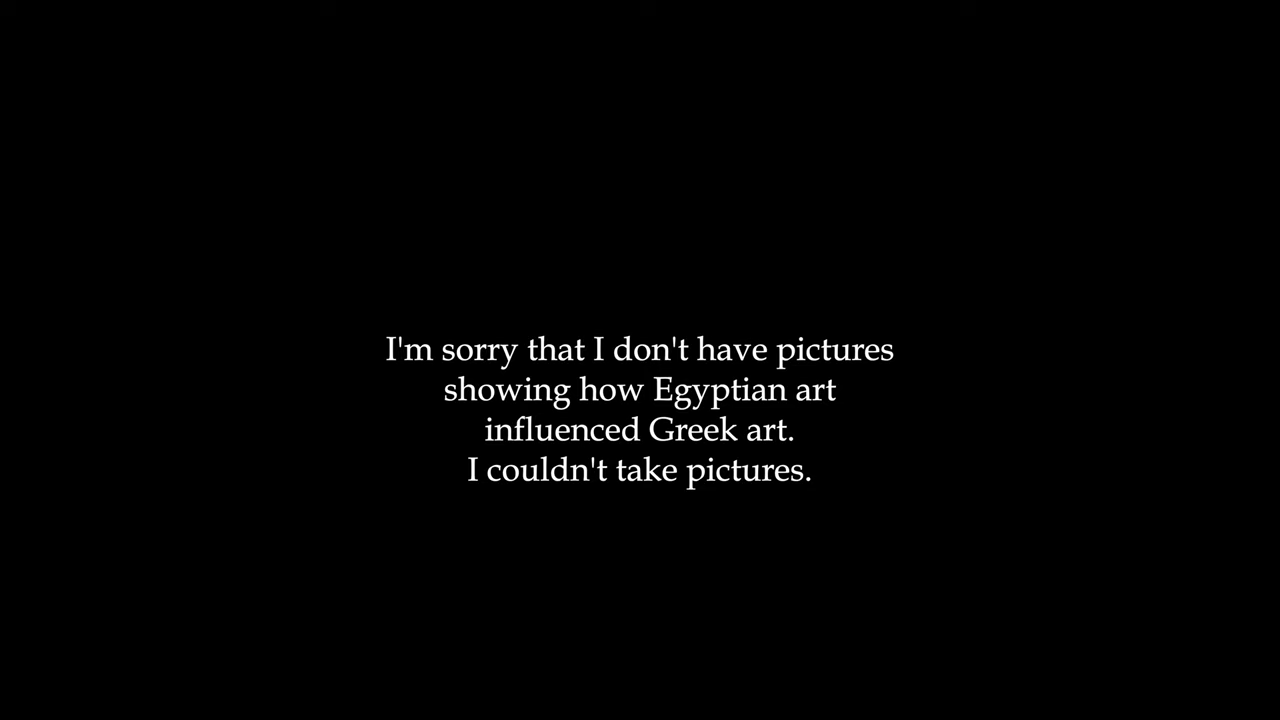 I'm sorry that I don't have pictures
showing how Egyptian art
influenced Greek art.
I couldn't take pictures.